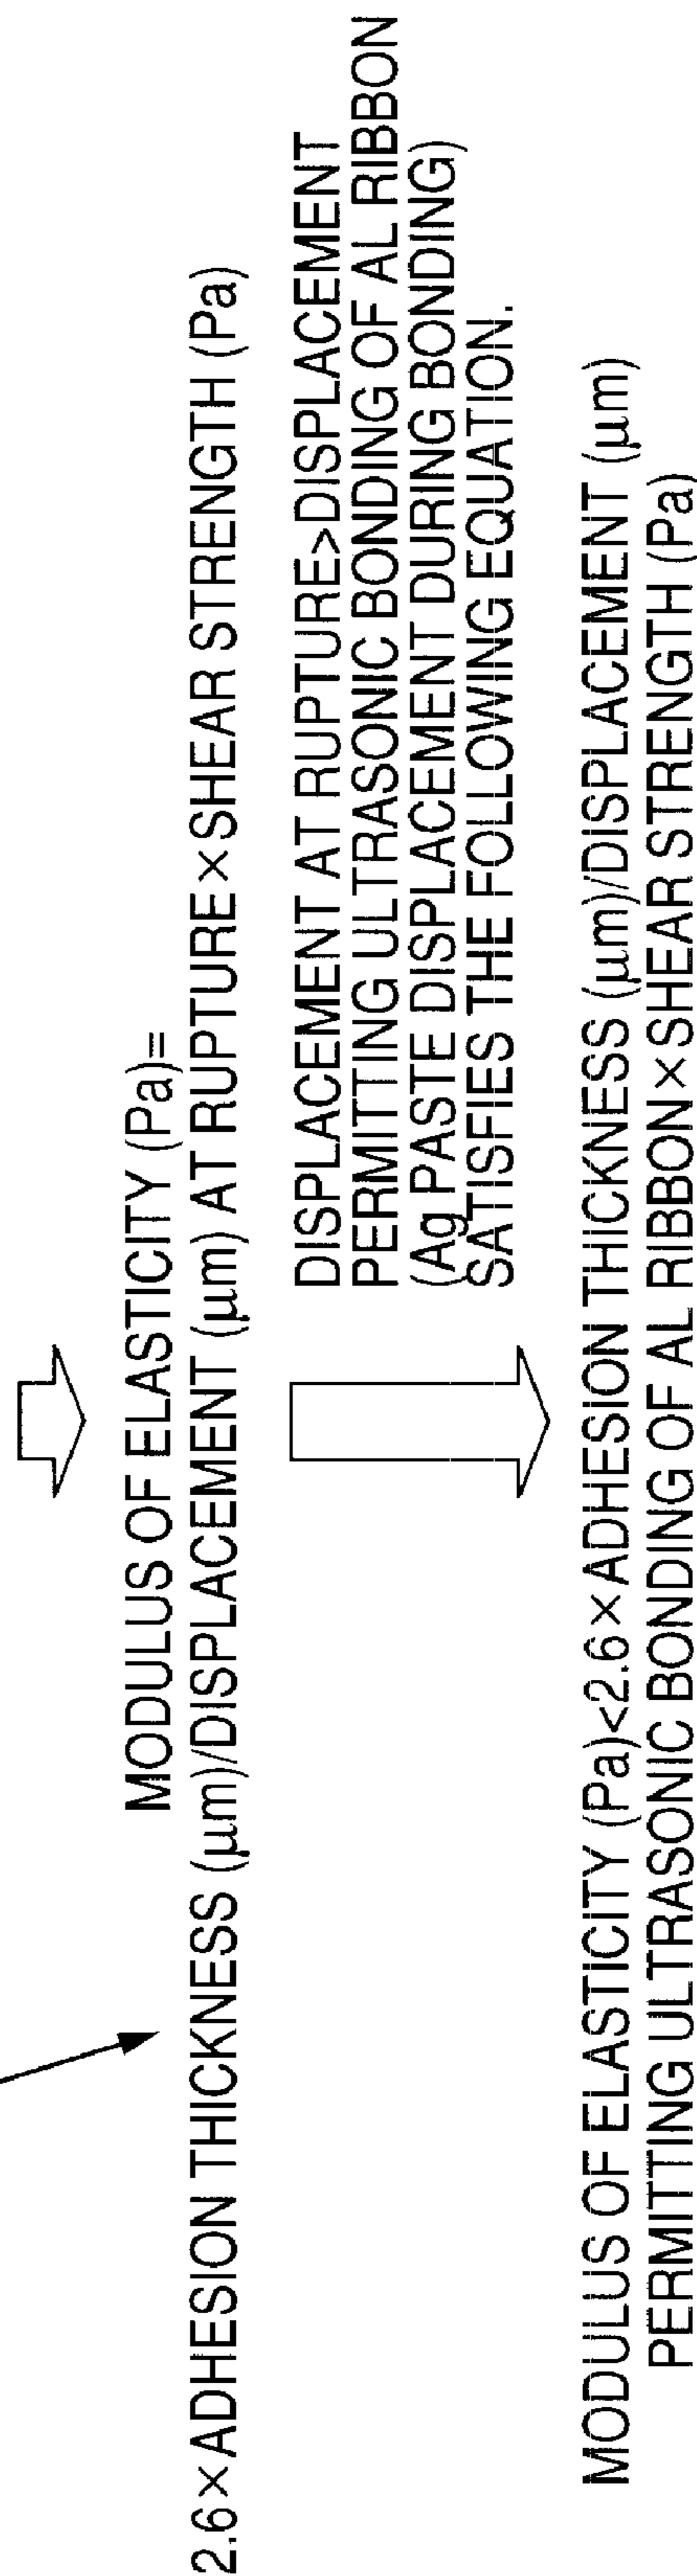 MODULUS OF ELASTICITY (Pa)=
2.6×ADHESION THICKNESS (μm)/DISPLACEMENT (μm) AT RUPTURE×SHEAR STRENGTH (Pa)
DISPLACEMENT AT RUPTURE>DISPLACEMENT
PERMITTING ULTRASONIC BONDING OF AL RIBBON
(Ag PASTE DISPLACEMENT DURING BONDING)
SATISFIES THE FOLLOWING EQUATION.
MODULUS OF ELASTICITY (Pa)<2.6×ADHESION THICKNESS (μm)/DISPLACEMENT (μm)
PERMITTING ULTRASONIC BONDING OF AL RIBBON×SHEAR STRENGTH (Pa)